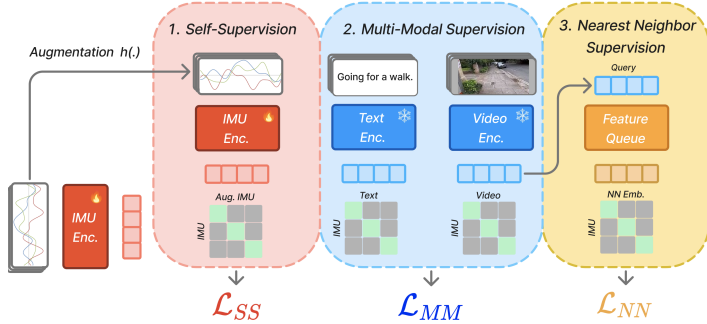 Augmentation h(.)
IMU
Enc.
1. Self-Supervision
IMU
Enc.
Aug. IMU
IMU
ℒSS
2. Multi-Modal Supervision
Going for a walk.
Text
Enc.
Video
Enc.
Text
IMU
Video
IMU
ℒMM
3. Nearest Neighbor
Supervision
Query
Feature
Queue
NN Emb.
IMU
ℒNN